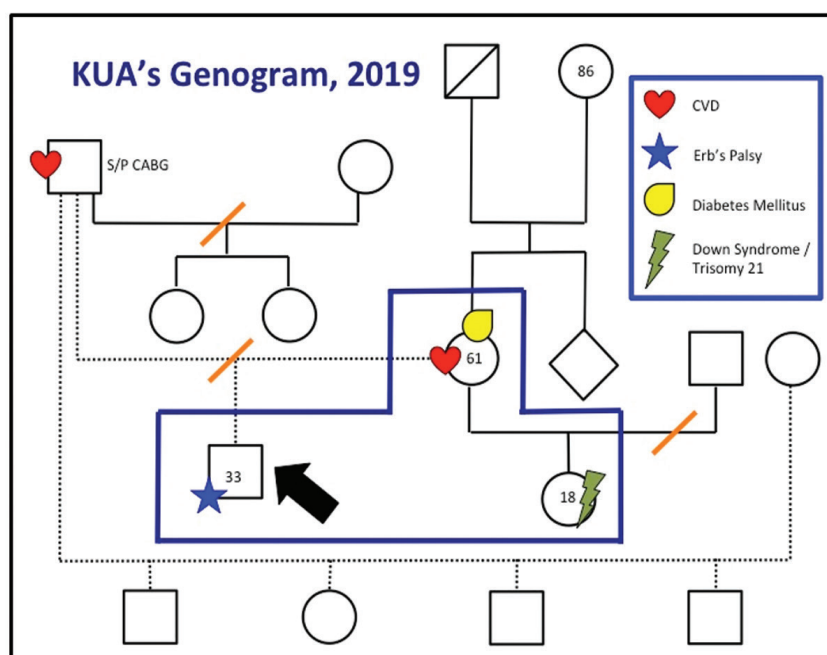 KUA's Genogram, 2019
86
CVD
S/P CABG
Erb's Palsy
Diabetes Mellitus
Down Syndrome /
Trisomy 21
61
33
18